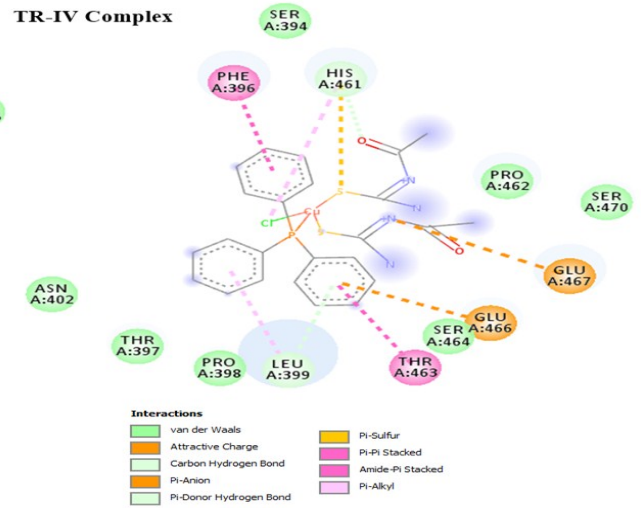 TR-IV Complex
SER
A:394
PHE
A:396
HIS
A:461
O
N
S
N
PRO
A:462
SER
A:470
Cu
Cl
S
N
P
O
N
GLU
A:467
ASN
A:402
GLU
A:466
SER
A:464
THR
A:397
PRO
A:398
LEU
A:399
THR
A:463
Interactions
van der Waals
Attractive Charge
Carbon Hydrogen Bond
Pi-Anion
Pi-Donor Hydrogen Bond
Pi-Sulfur
Pi-Pi Stacked
Amide-Pi Stacked
Pi-Alkyl